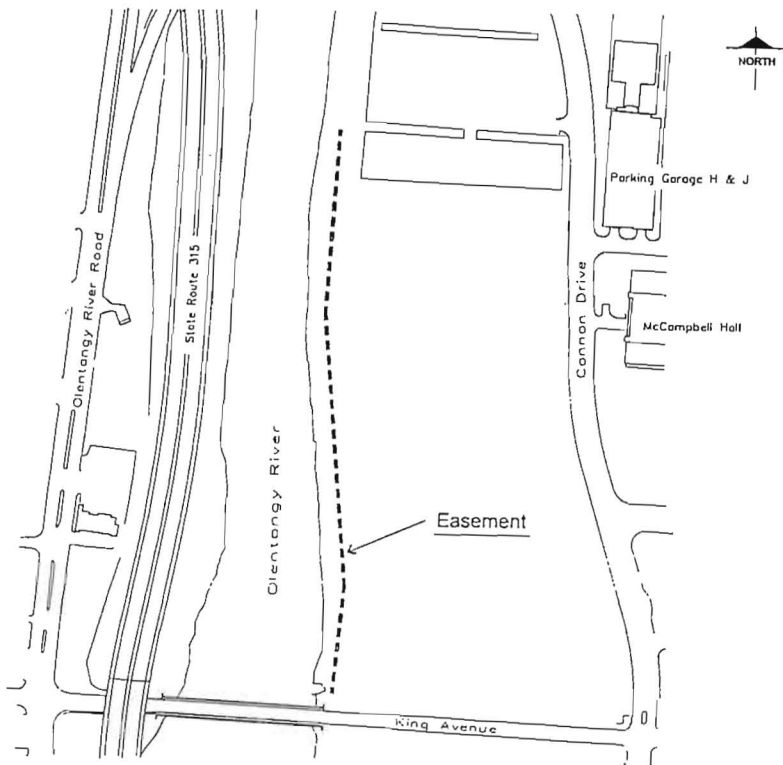 NORTH
Parking Garage H & J
State Route 315
Olentangy River Road
Cannon Drive
McCampbell Hall
Olentangy River
Easement
King Avenue